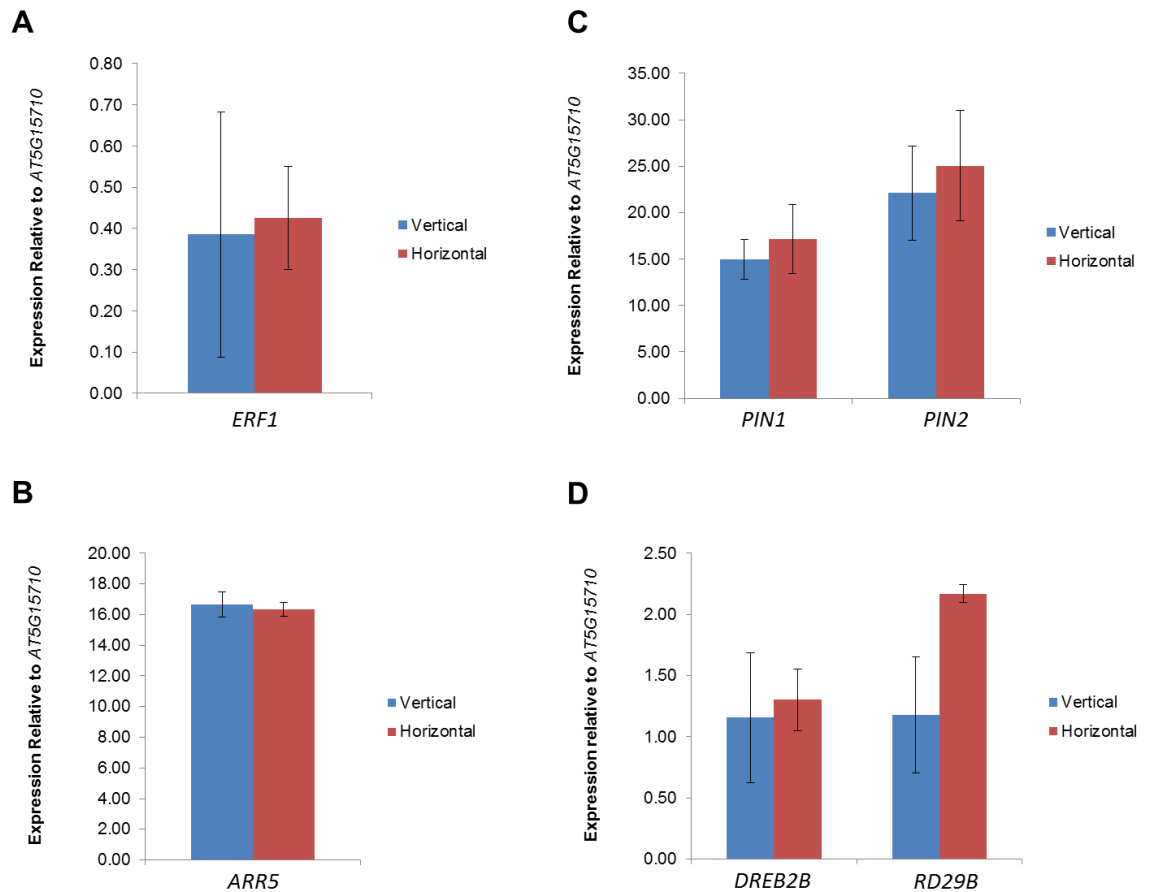 A
Expression Relative to AT5G15710
0.80
0.70
0.60
0.50
0.40
0.30
0.20
0.10
0.00
ERF1
Vertical
Horizontal
B
Expression Relative to AT5G15710
20.00
18.00
16.00
14.00
12.00
10.00
8.00
6.00
4.00
2.00
0.00
ARR5
Vertical
Horizontal
C
Expression Relative to AT5G15710
35.00
30.00
25.00
20.00
15.00
10.00
5.00
0.00
PIN1
PIN2
Vertical
Horizontal
D
Expression relative to AT5G15710
2.50
2.00
1.50
1.00
0.50
0.00
DREB2B
RD29B
Vertical
Horizontal